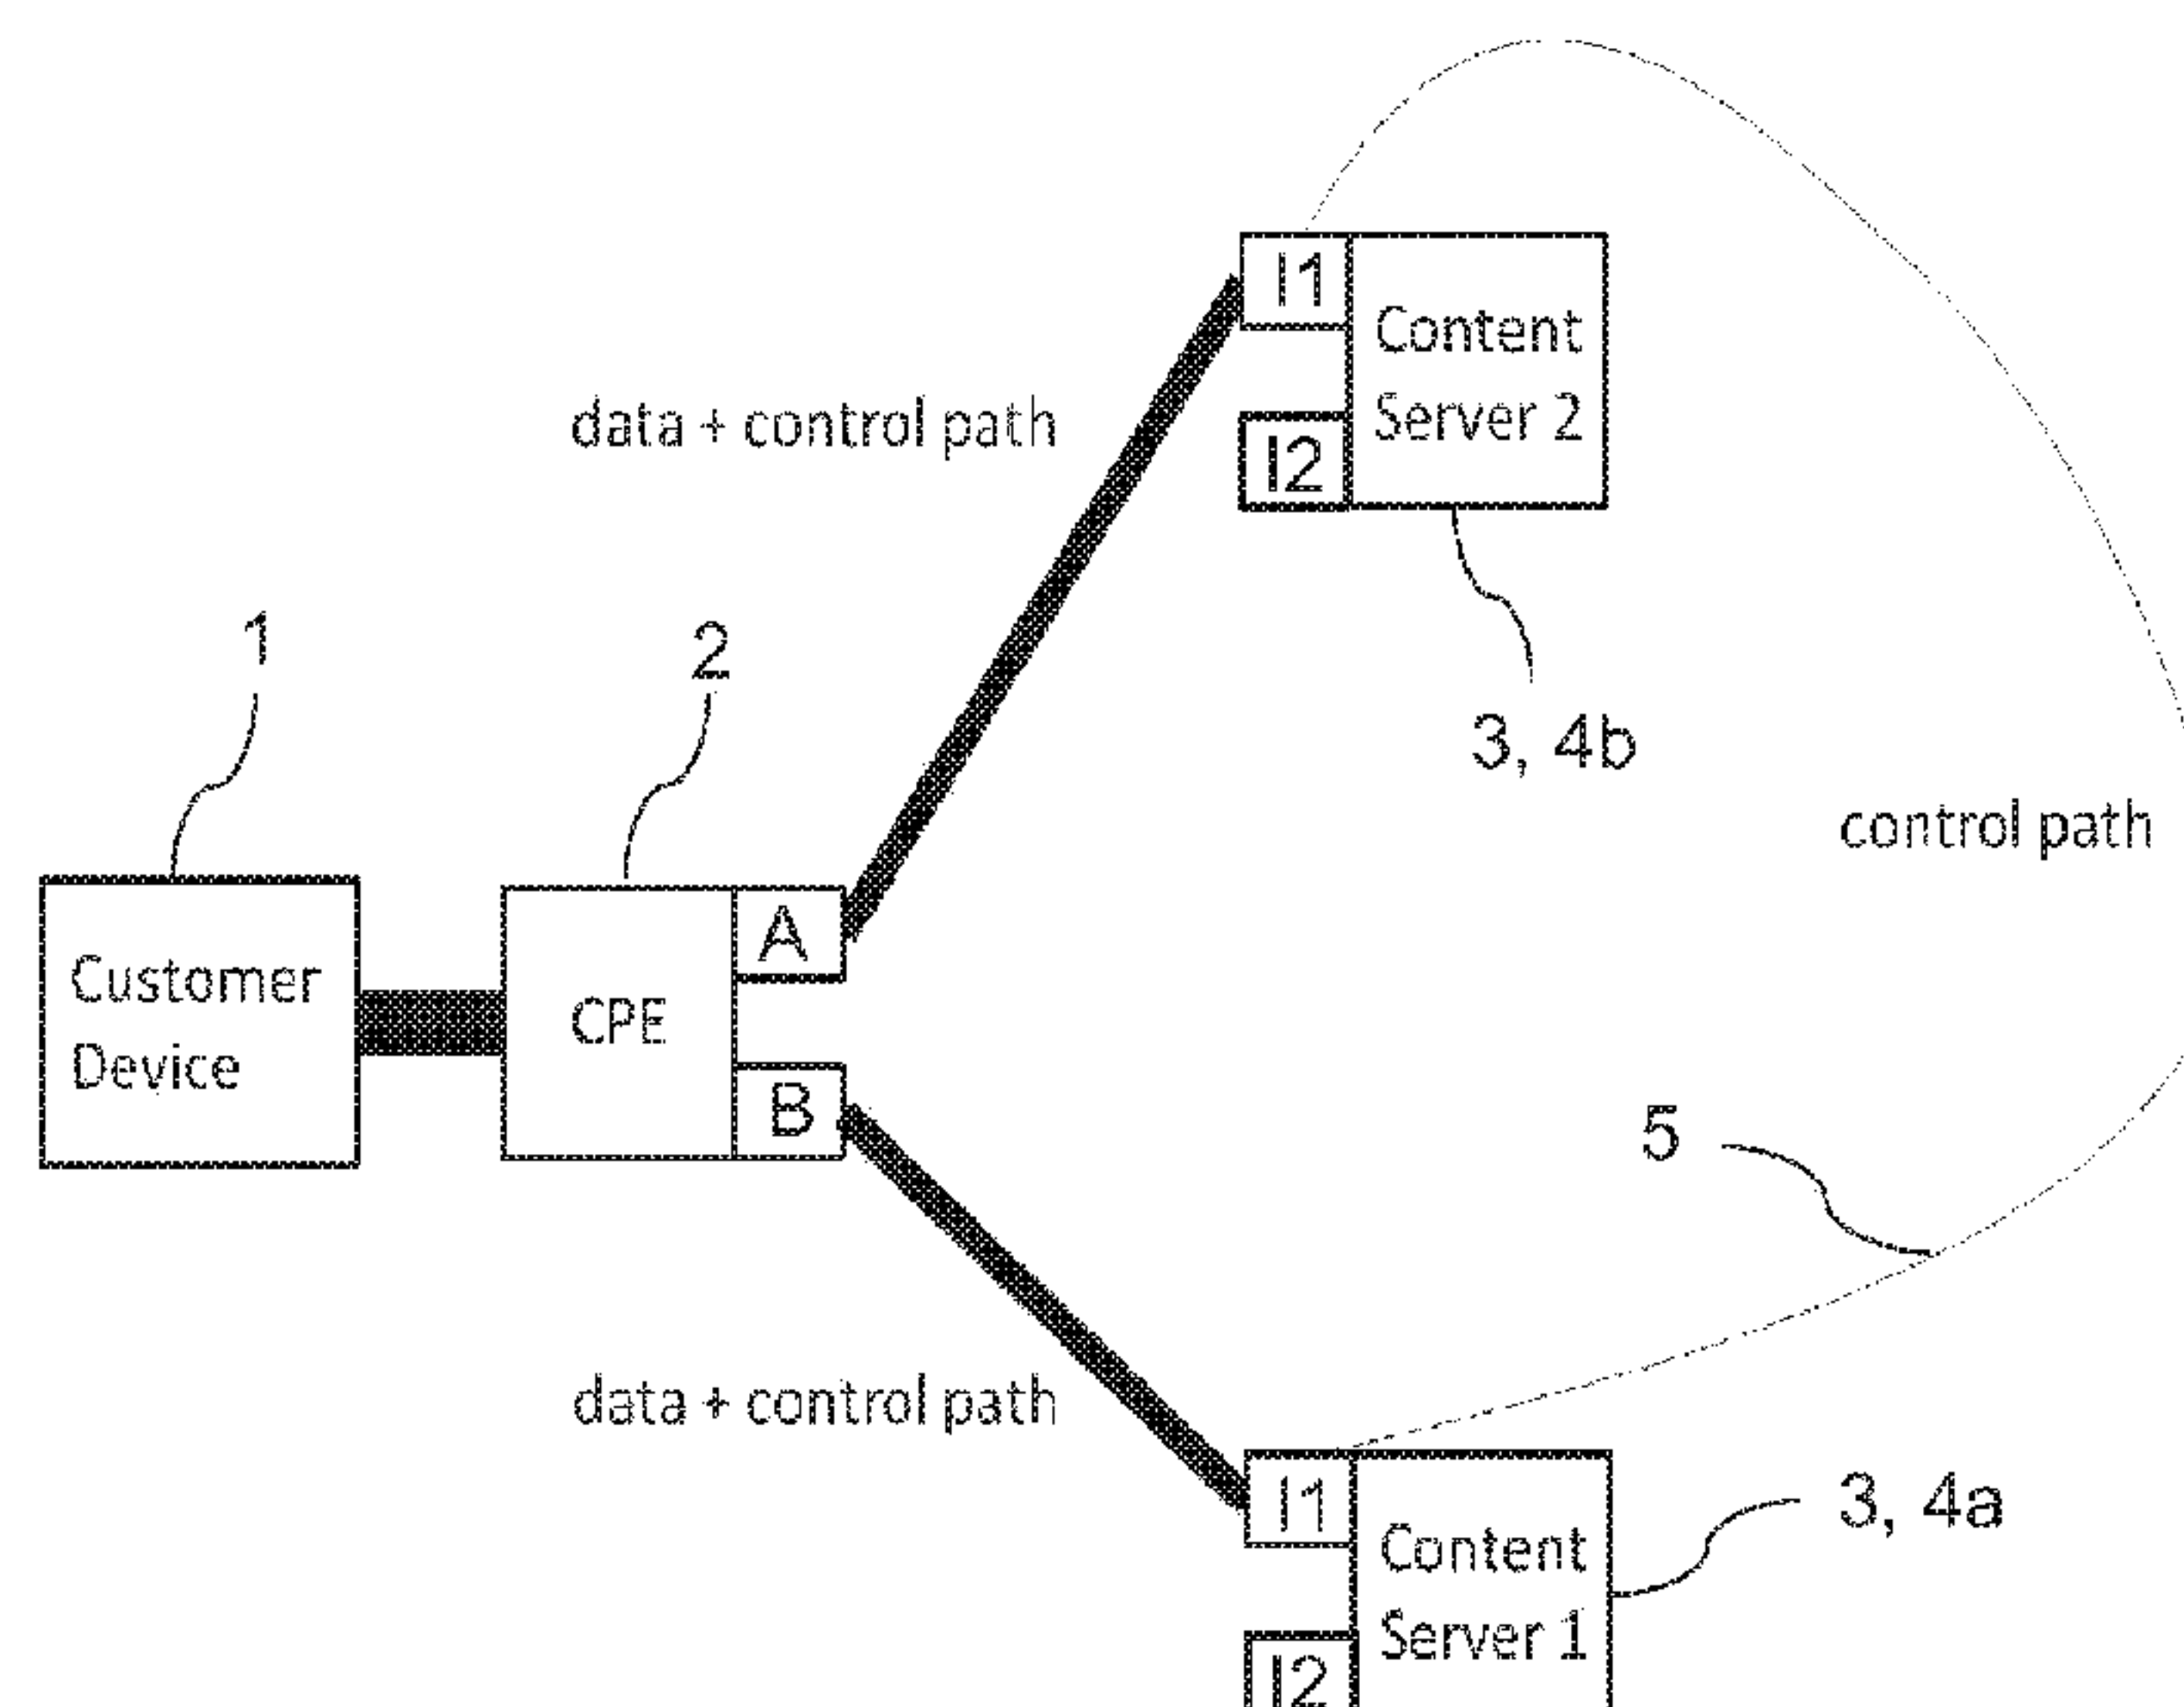 I1
Content
Server 2
I2
data + control path
3, 4b
1
2
control path
Customer
Device
CPE
A
B
5
data + control path
I1
Content
Server 1
I2
3, 4a